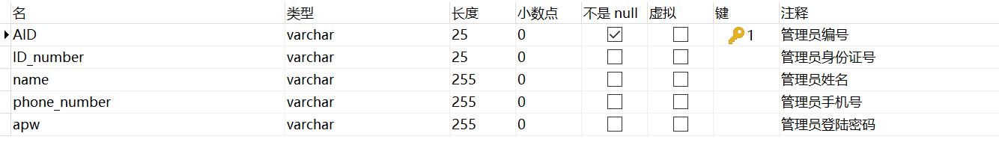 名 类型 长度 小数点 不是 null 虚拟 键 注释
AID varchar 25 0 1 管理员编号
ID_number varchar 25 0 管理员身份证号
name varchar 255 0 管理员姓名
phone_number varchar 255 0 管理员手机号
apw varchar 255 0 管理员登陆密码